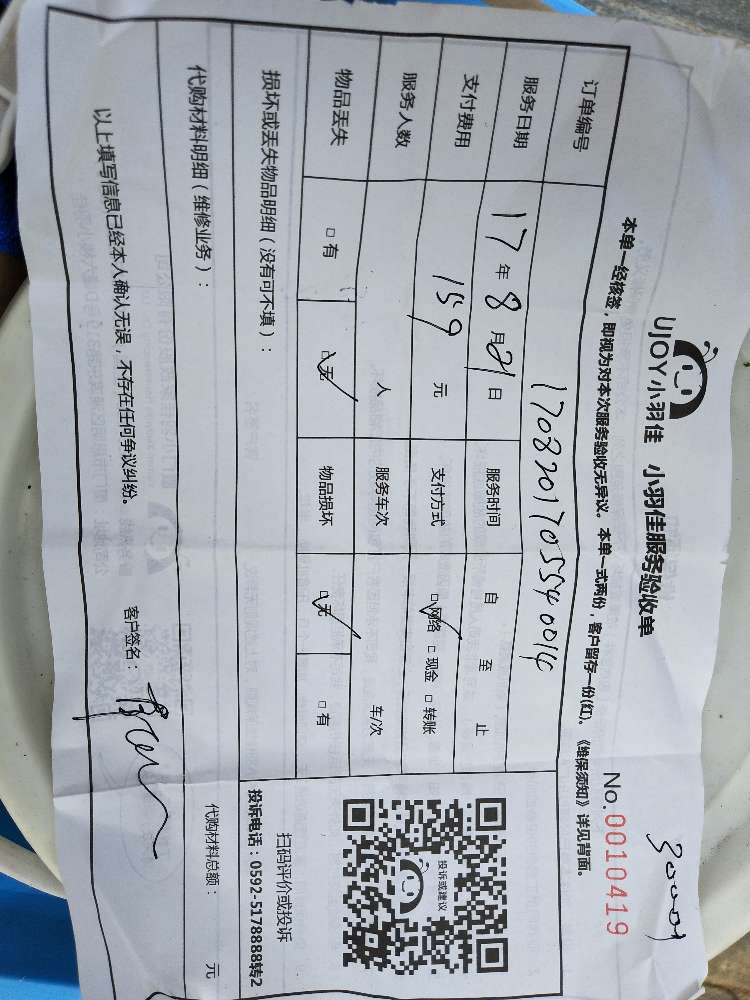 UJOY小羽佳 小羽佳服务验收单
No.0010419
本单一经核签，即视为对本次服务验收无异议。本单一式两份，客户留存一份(红)。《维保须知》详见背面。
订单编号 17082017055540014
服务日期 17年8月21日 服务时间 自 至 止
支付费用 159元 支付方式 网络 □现金 □转账
服务人数 人 服务车次 车/次
物品丢失 □有 无 物品损坏 无 □有
投诉或建议
扫码评价或投诉
投诉电话：0592-5178888转2
损坏或丢失物品明细（没有可不填）：
代购材料明细（维修业务）： 代购材料总额： 元
以上填写信息已经本人确认无误，不存在任何争议纠纷。 客户签名：